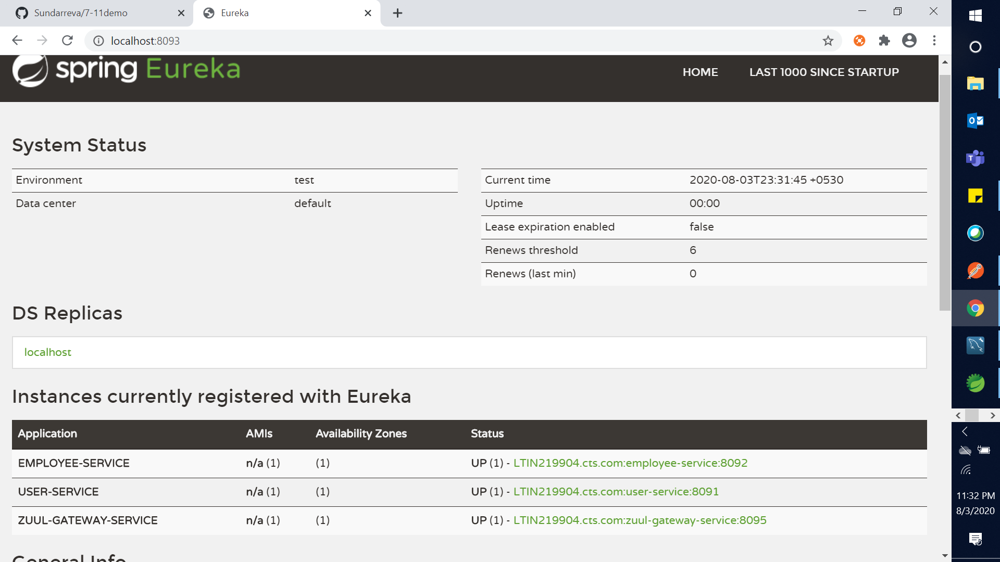 Sundarreva/7-11demo
Eureka
localhost:8093
spring Eureka
HOME
LAST 1000 SINCE STARTUP
System Status
Environment test
Data center default
Current time 2020-08-03T23:31:45 +0530
Uptime 00:00
Lease expiration enabled false
Renews threshold 6
Renews (last min) 0
DS Replicas
localhost
Instances currently registered with Eureka
Application AMIs Availability Zones Status
EMPLOYEE-SERVICE n/a (1) (1) UP (1) - LTIN219904.cts.com:employee-service:8092
USER-SERVICE n/a (1) (1) UP (1) - LTIN219904.cts.com:user-service:8091
ZUUL-GATEWAY-SERVICE n/a (1) (1) UP (1) - LTIN219904.cts.com:zuul-gateway-service:8095
General Info
11:32 PM
8/3/2020